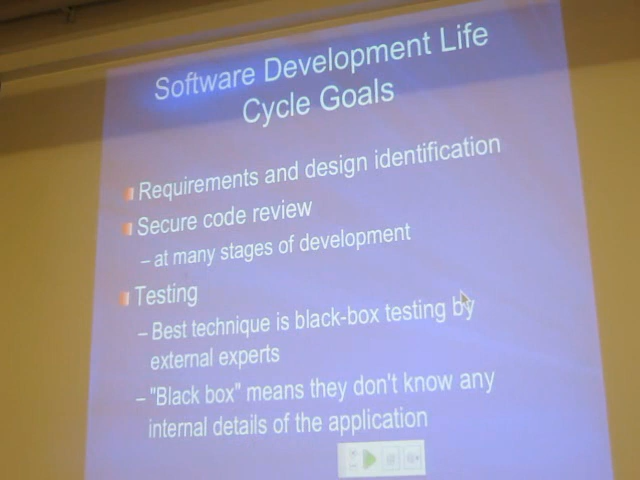 Software Development Life
Cycle Goals
Requirements and design identification
Secure code review
– at many stages of development
Testing
– Best technique is black-box testing by
external experts
– "Black box" means they don't know any
internal details of the application